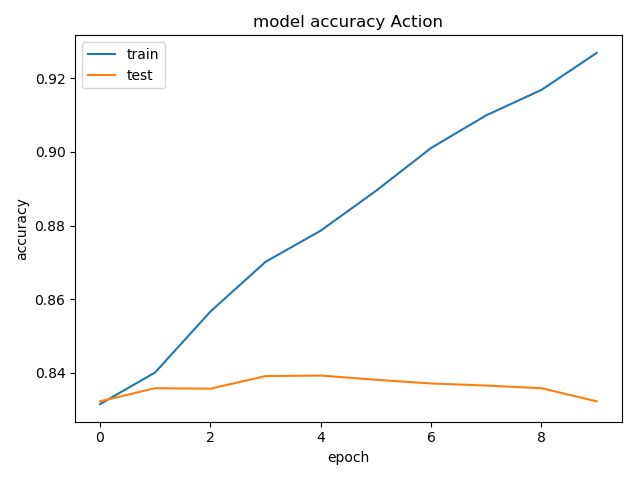 model accuracy Action
train
test
0.92
0.90
0.88
0.86
0.84
accuracy
0 2 4 6 8
epoch